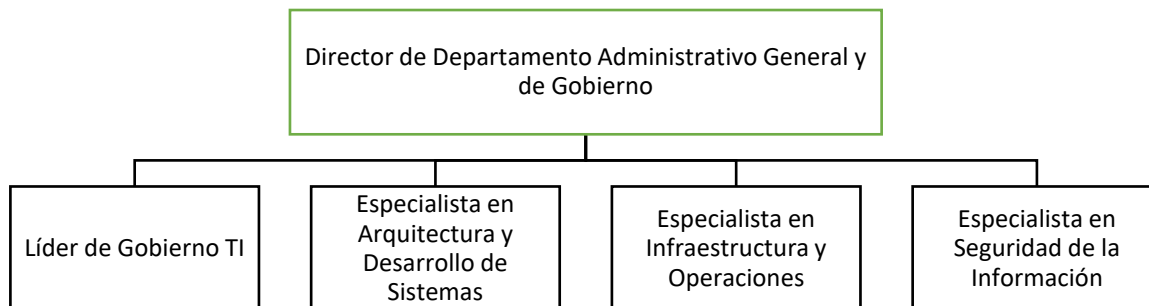 Director de Departamento Administrativo General y
de Gobierno
Líder de Gobierno TI
Especialista en
Arquitectura y
Desarrollo de
Sistemas
Especialista en
Infraestructura y
Operaciones
Especialista en
Seguridad de la
Información